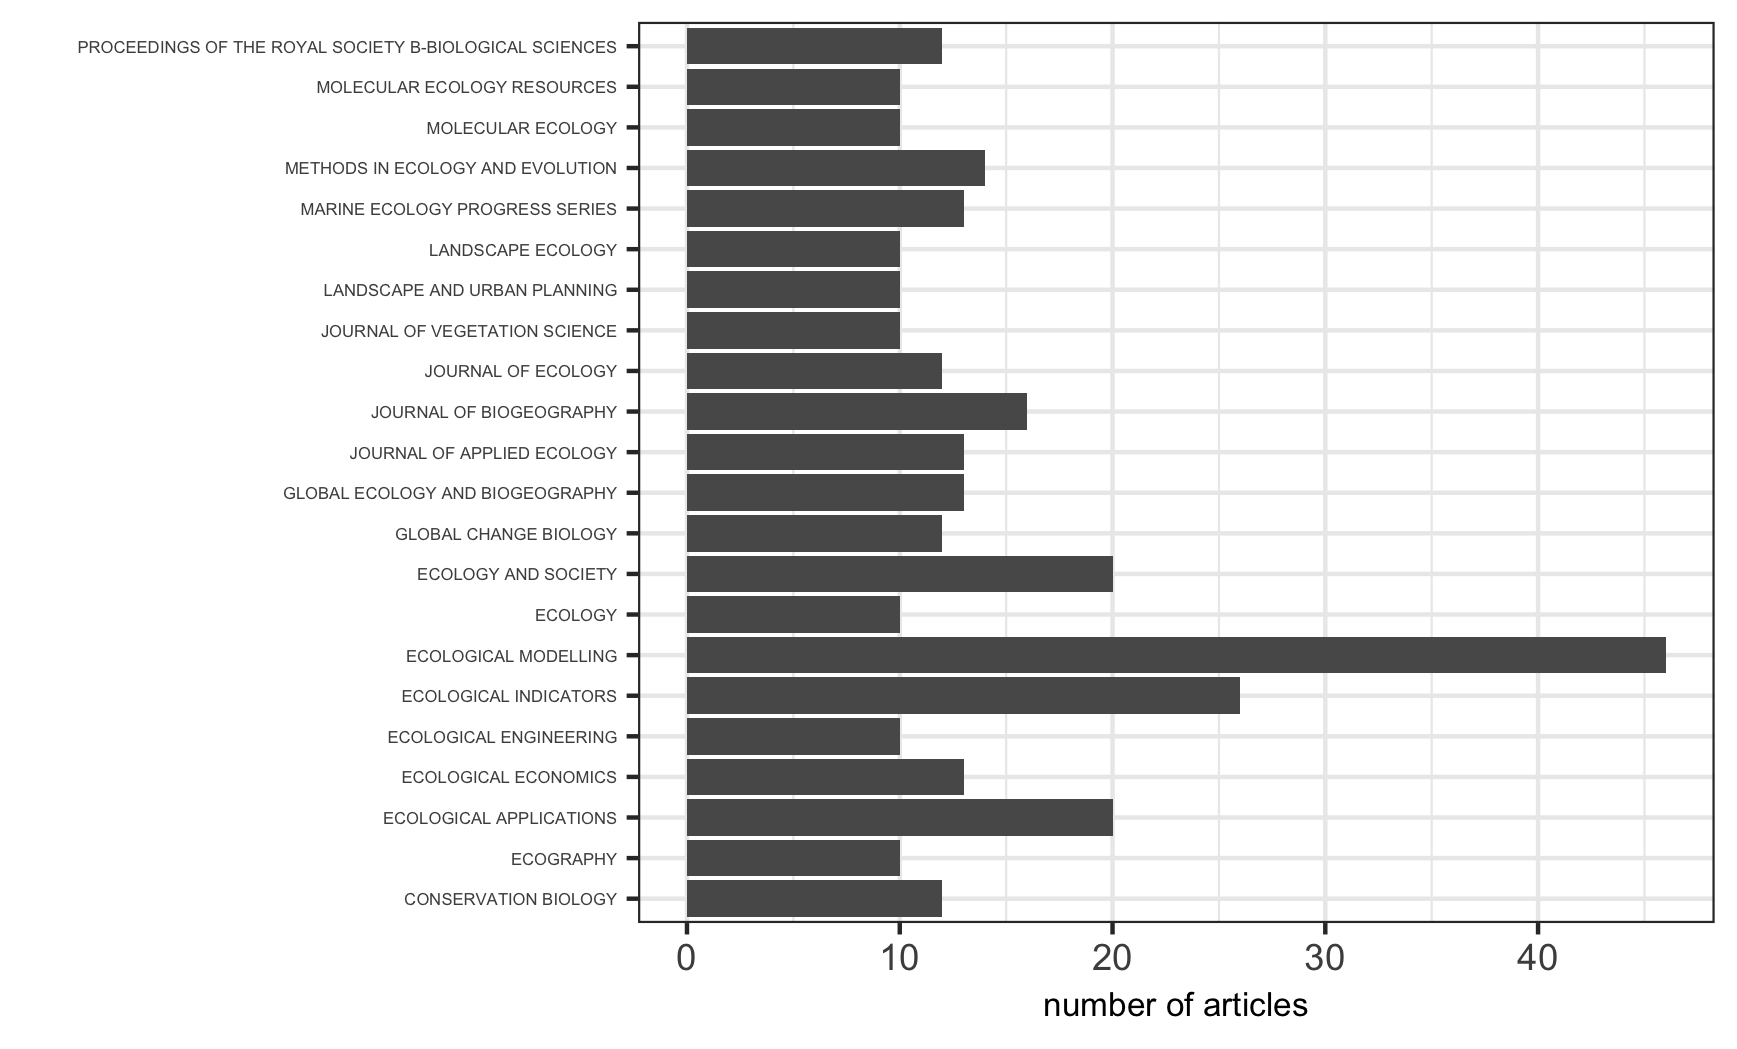 PROCEEDINGS OF THE ROYAL SOCIETY B-BIOLOGICAL SCIENCES
MOLECULAR ECOLOGY RESOURCES
MOLECULAR ECOLOGY
METHODS IN ECOLOGY AND EVOLUTION
MARINE ECOLOGY PROGRESS SERIES
LANDSCAPE ECOLOGY
LANDSCAPE AND URBAN PLANNING
JOURNAL OF VEGETATION SCIENCE
JOURNAL OF ECOLOGY
JOURNAL OF BIOGEOGRAPHY
JOURNAL OF APPLIED ECOLOGY
GLOBAL ECOLOGY AND BIOGEOGRAPHY
GLOBAL CHANGE BIOLOGY
ECOLOGY AND SOCIETY
ECOLOGY
ECOLOGICAL MODELLING
ECOLOGICAL INDICATORS
ECOLOGICAL ENGINEERING
ECOLOGICAL ECONOMICS
ECOLOGICAL APPLICATIONS
ECOGRAPHY
CONSERVATION BIOLOGY
0 10 20 30 40
number of articles